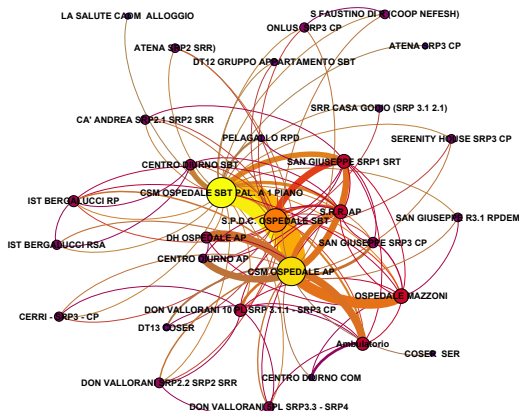 LA SALUTE CADM ALLOGGIO
S FAUSTINO DI R (COOP NEFESH)
ONLUS SRP3 CP
ATENA SRP2 SRR)
ATENA SRP3 CP
DT12 GRUPPO APPARTAMENTO SBT
SRR CASA GODIO (SRP 3.1 2.1)
CA' ANDREA SRP2.1 SRP2 SRR
PELAGALLO RPD
SERENITY HOUSE SRP3 CP
CENTRO DIURNO SBT
SAN GIUSEPPE SRP1 SRT
CSM OSPEDALE SBT PAL. A 1 PIANO
IST BERGALUCCI RP
S.R.R. AP
S.P.D.C. OSPEDALE SBT
SAN GIUSEPPE R3.1 RPDEM
DH OSPEDALE AP
SAN GIUSEPPE SRP3 CP
IST BERGALUCCI RSA
CENTRO GIURNO AP
CSM OSPEDALE AP
OSPEDALE MAZZONI
DON VALLORANI 10 PL SRP 3.1.1 - SRP3 CP
CERRI - SRP3 - CP
DT13 COSER
Ambulatorio
COSER SER
CENTRO DIURNO COM
DON VALLORANI SRP2.2 SRP2 SRR
DON VALLORANI 5PL SRP3.3 - SRP4